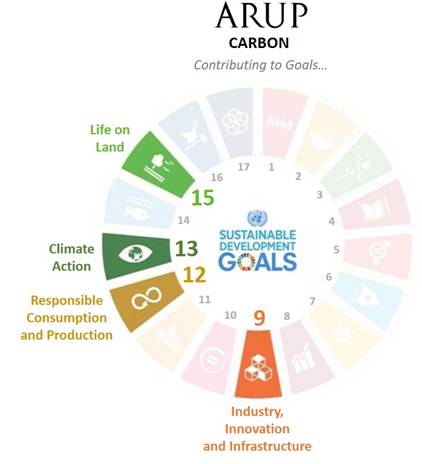 ARUP
CARBON
Contributing to Goals...
Life on
Land
16
17
1
2
15
3
14
4
Climate
Action
13
SUSTAINABLE
DEVELOPMENT
GOALS
5
12
6
Responsible
Consumption
and Production
11
7
10
9
8
Industry,
Innovation
and Infrastructure